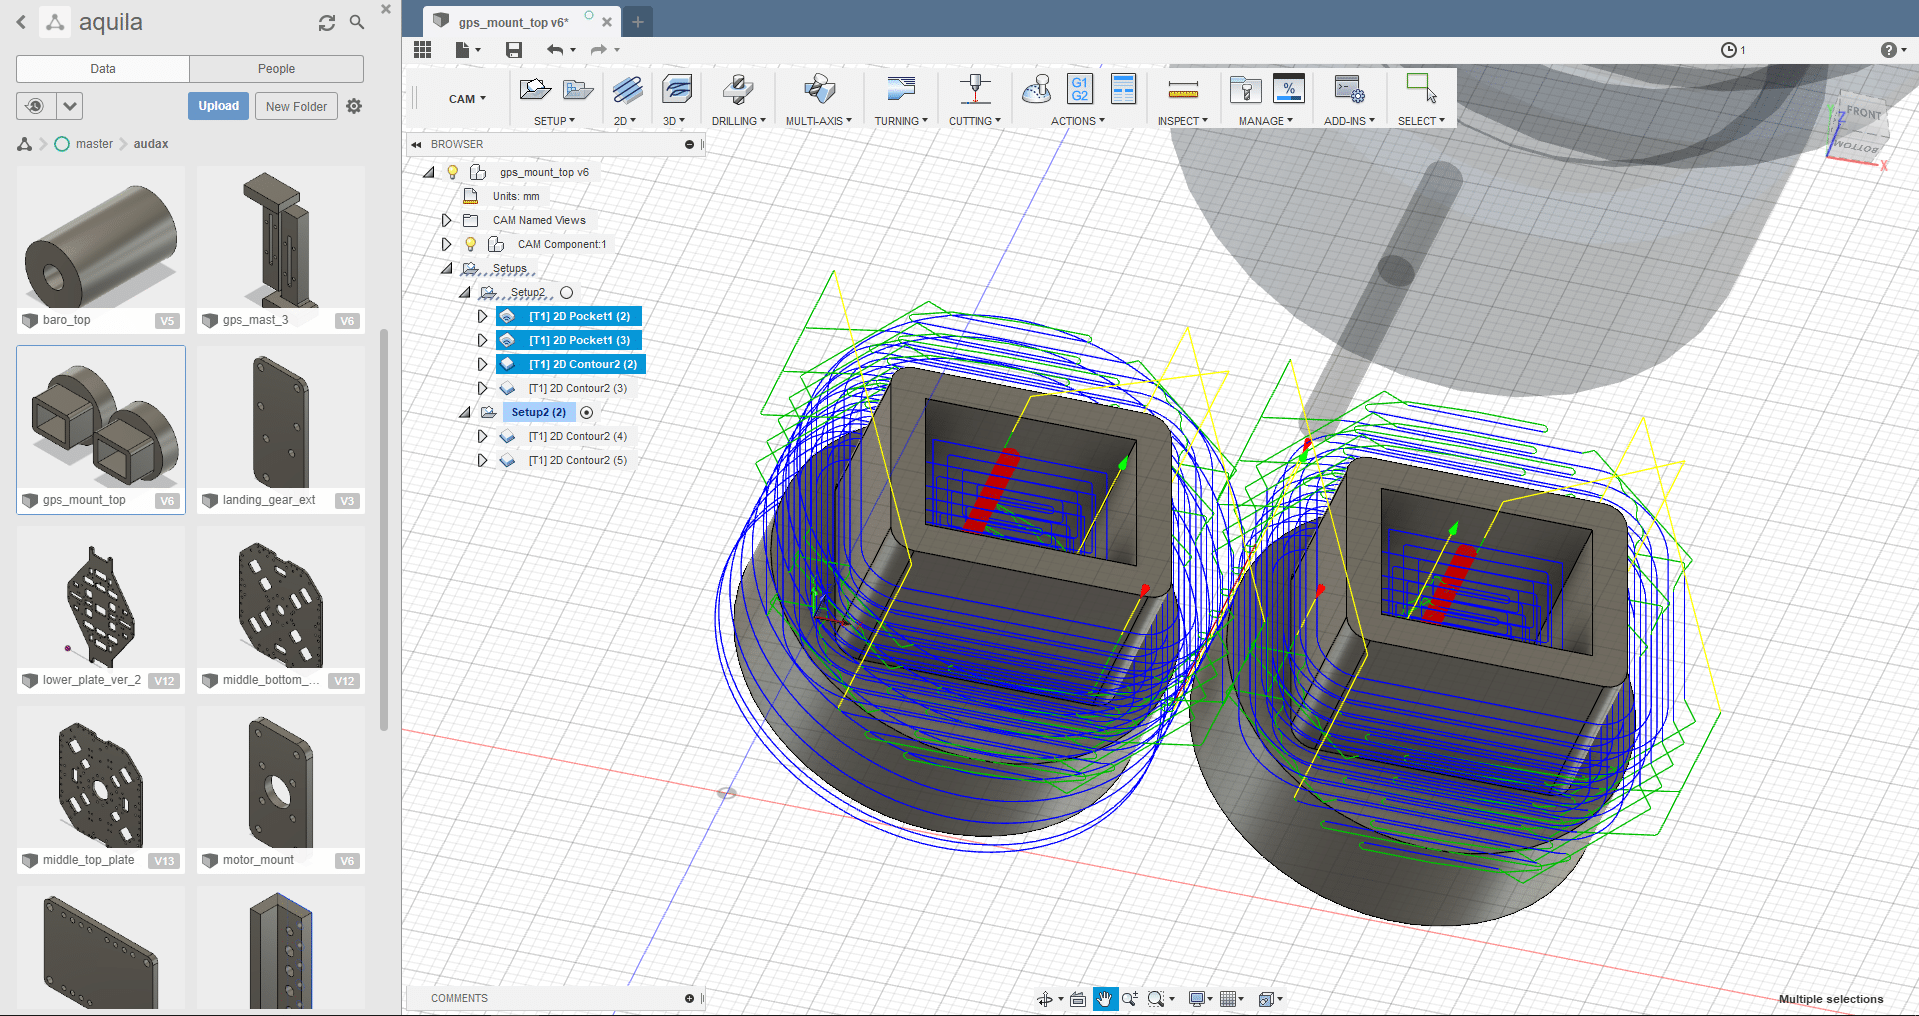 aquila
Data
People
Upload
New Folder
master
audax
baro_top
V5
gps_mast_3
V6
gps_mount_top
V6
landing_gear_ext
V3
lower_plate_ver_2
V12
middle_bottom_...
V12
middle_top_plate
V13
motor_mount
V6
gps_mount_top v6*
1
CAM
SETUP
2D
3D
DRILLING
MULTI-AXIS
TURNING
CUTTING
G1
G2
ACTIONS
INSPECT
%
MANAGE
ADD-INS
SELECT
FRONT
BOTTOM
Z
X
BROWSER
gps_mount_top v6
Units: mm
CAM Named Views
CAM Component:1
Setups
Setup2
[T1] 2D Pocket1 (2)
[T1] 2D Pocket1 (3)
[T1] 2D Contour2 (2)
[T1] 2D Contour2 (3)
Setup2 (2)
[T1] 2D Contour2 (4)
[T1] 2D Contour2 (5)
COMMENTS
Multiple selections